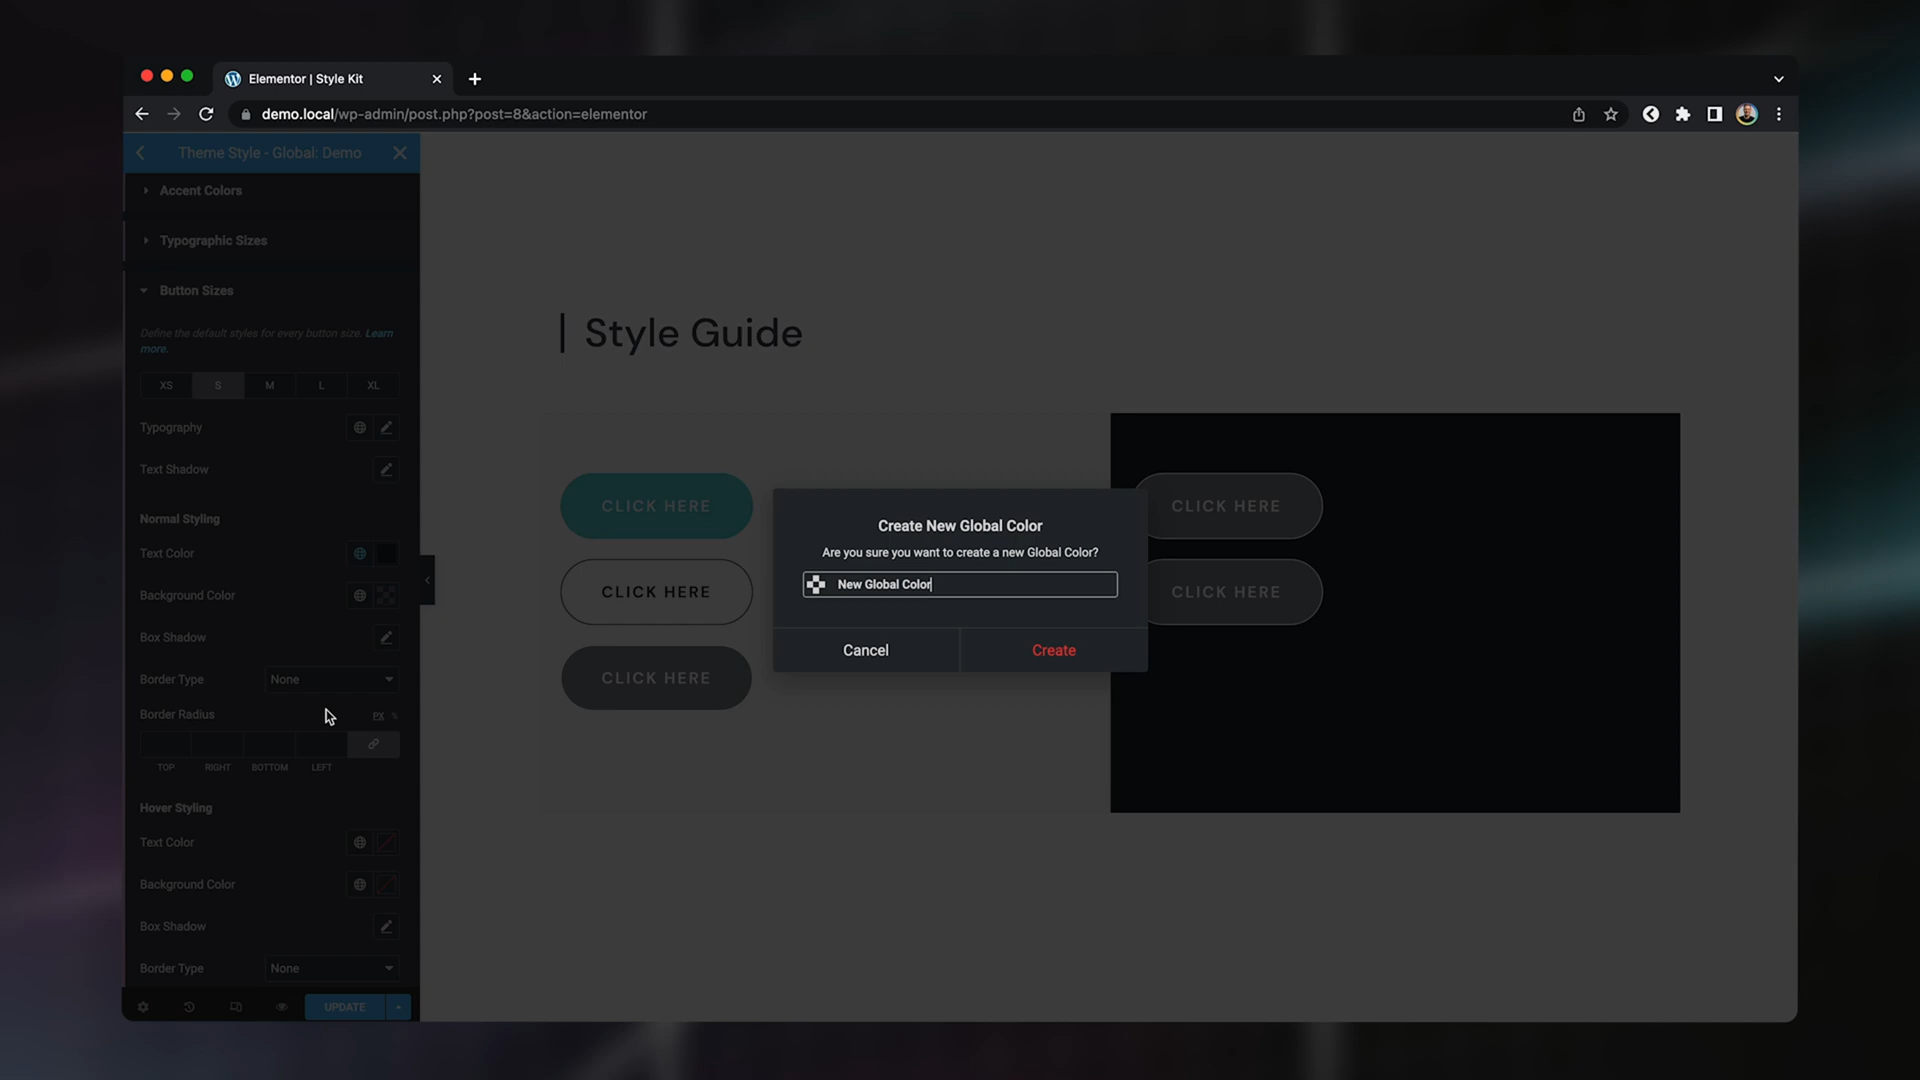 Elementor | Style Kit
demo.local/wp-admin/post.php?post=8&action=elementor
Theme Style - Global: Demo
Accent Colors
Typographic Sizes
Button Sizes
Define the default styles for every button size. Learn
more.
XS S M L XL
Typography
Text Shadow
Normal Styling
Text Color
Background Color
Box Shadow
Border Type None
Border Radius PX %
TOP RIGHT BOTTOM LEFT
Hover Styling
Text Color
Background Color
Box Shadow
Border Type None
UPDATE
Style Guide
CLICK HERE
CLICK HERE
CLICK HERE
CLICK HERE
CLICK HERE
Create New Global Color
Are you sure you want to create a new Global Color?
New Global Color
Cancel Create